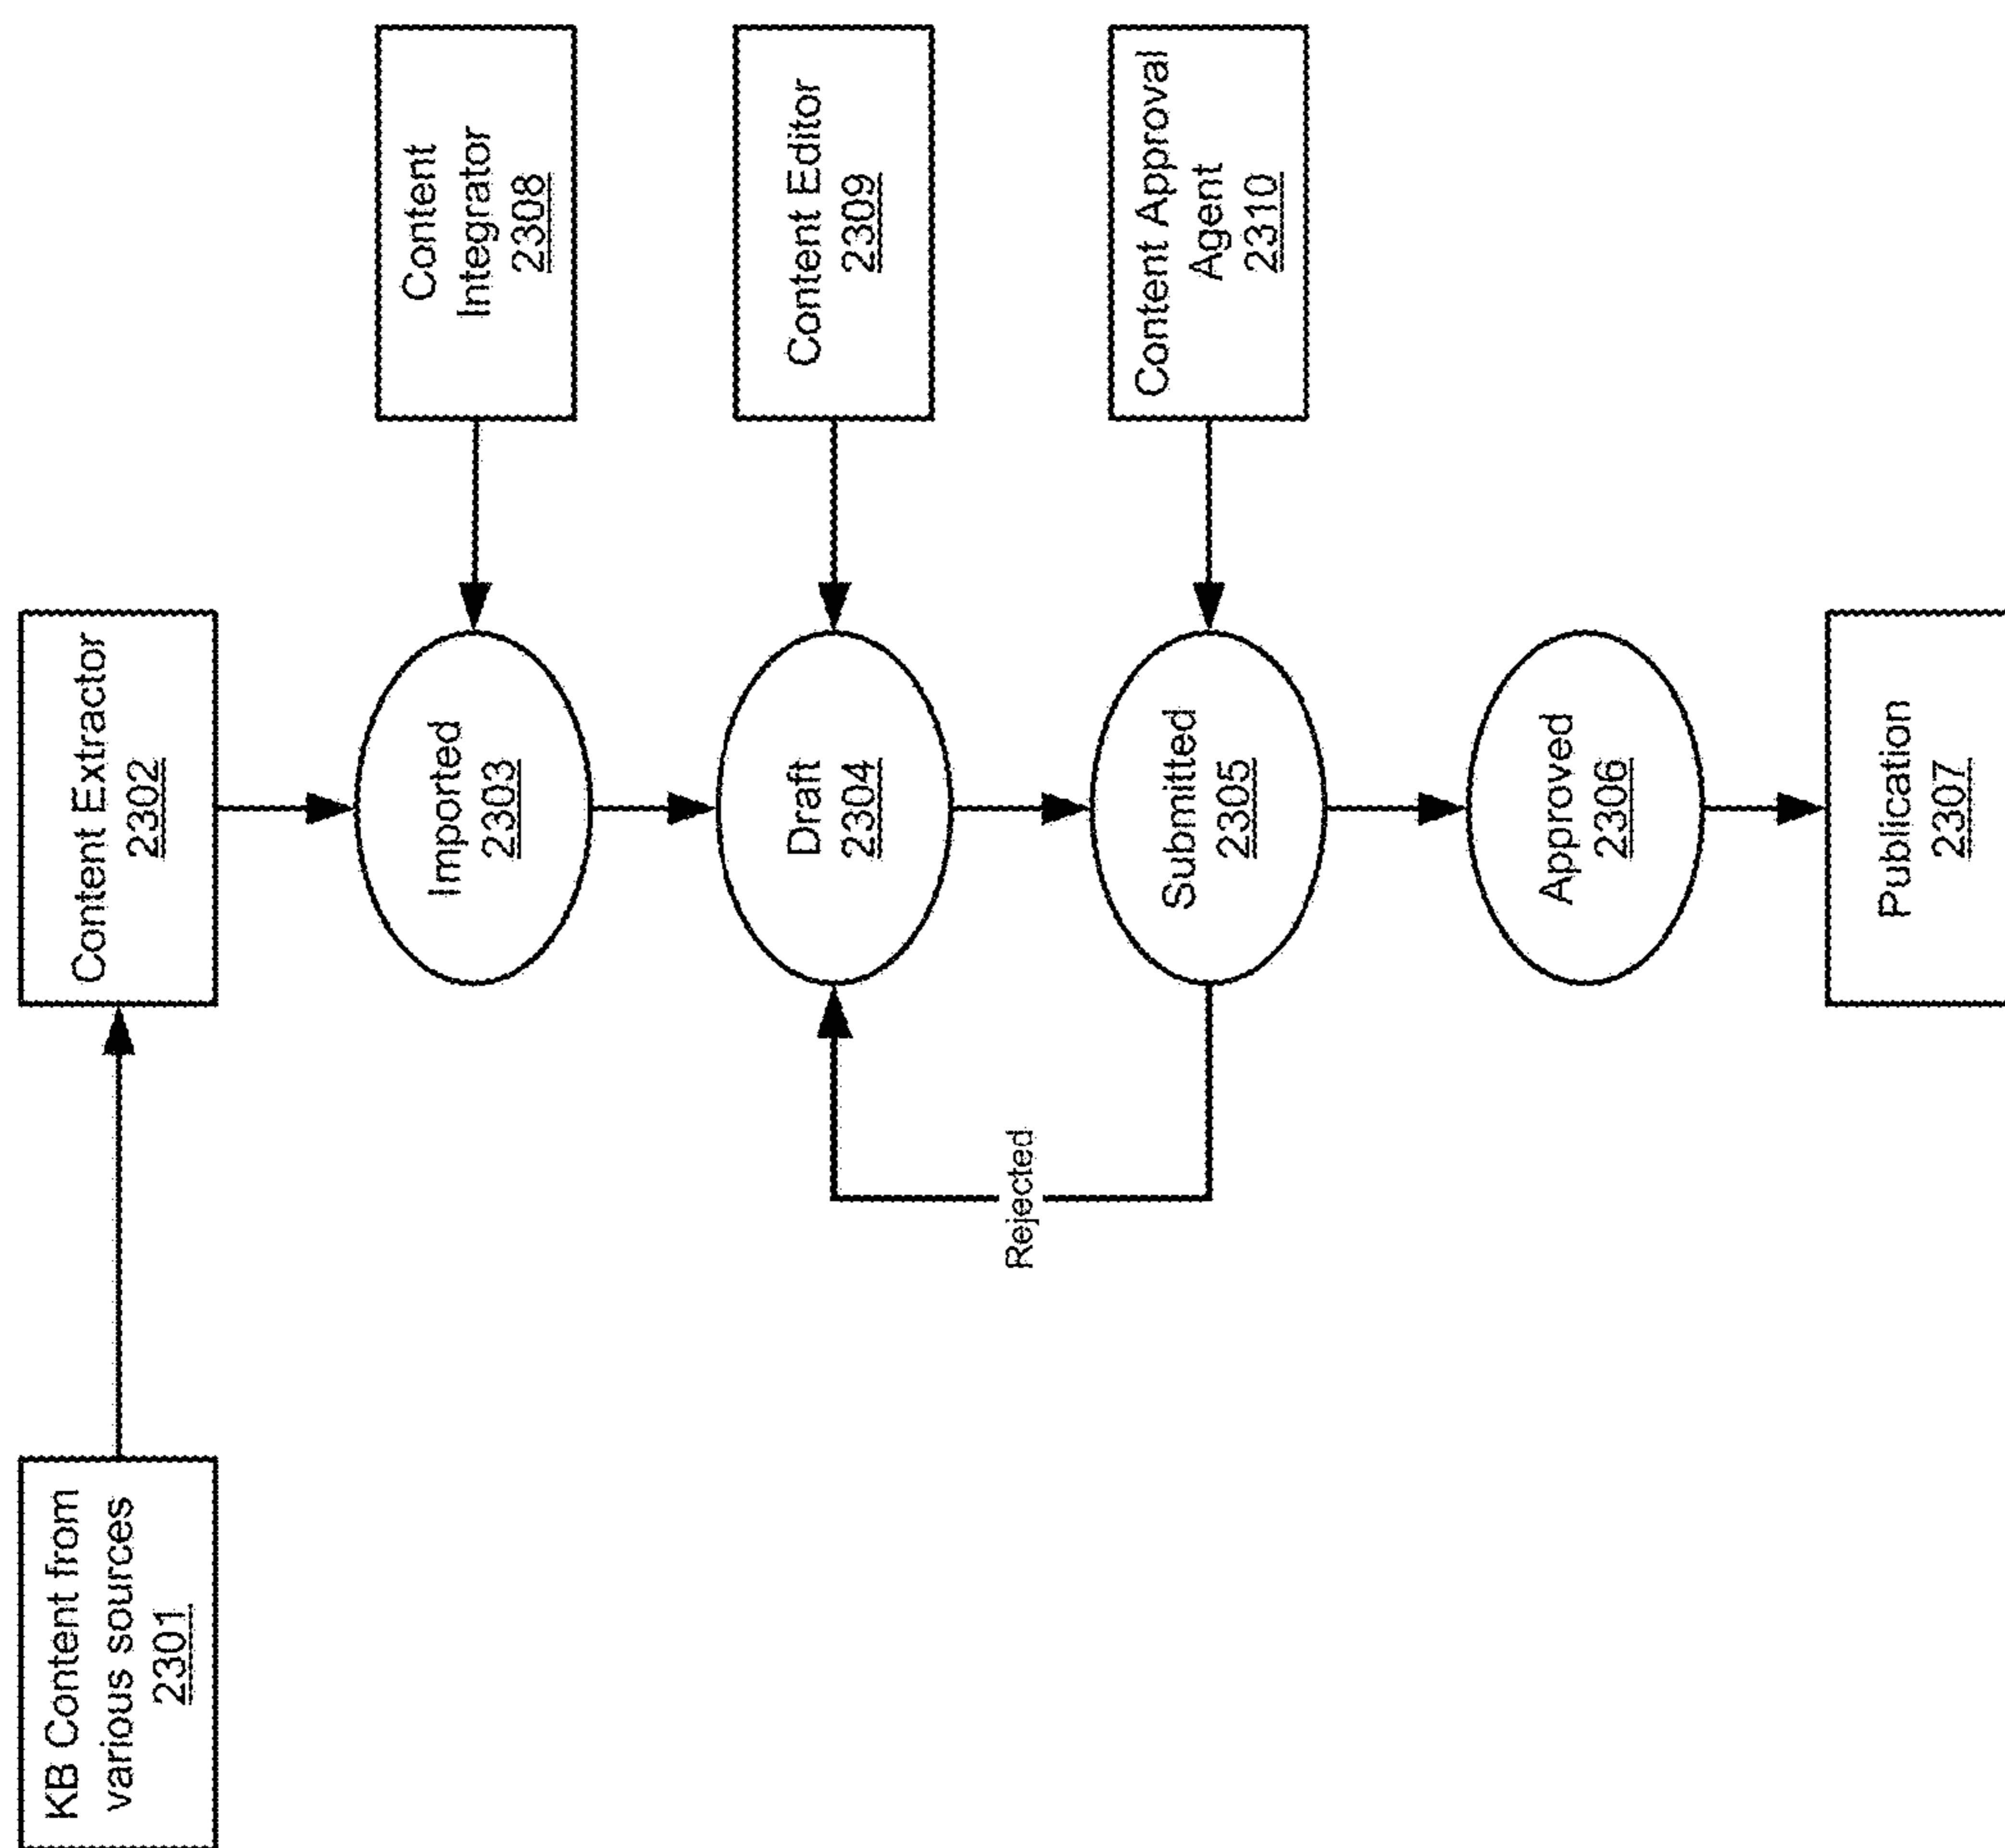 KB Content from
various sources
2301
Content Extractor
2302
Imported
2303
Content
Integrator
2308
Draft
2304
Content Editor
2309
Rejected
Submitted
2305
Content Approval
Agent
2310
Approved
2306
Publication
2307